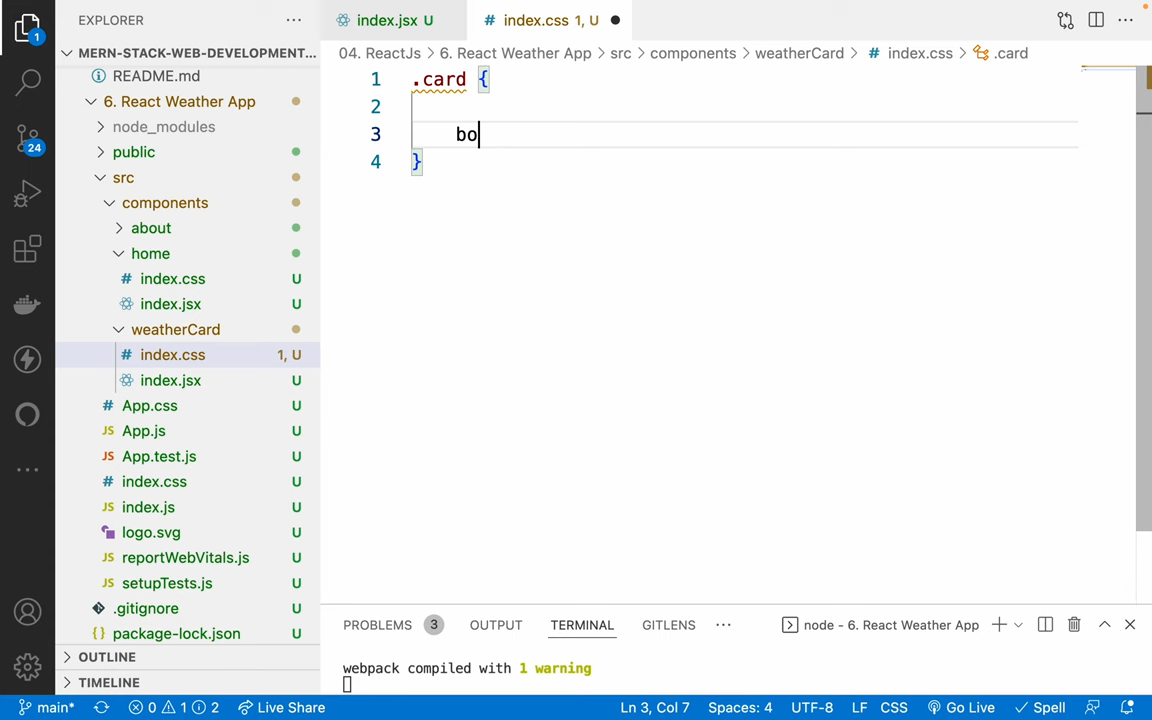 EXPLORER
index.jsx U
# index.css 1, U
MERN-STACK-WEB-DEVELOPMENT...
04. ReactJs > 6. React Weather App > src > components > weatherCard > # index.css > .card
README.md
6. React Weather App
node_modules
public
src
components
about
home
# index.css U
index.jsx U
weatherCard
# index.css 1, U
index.jsx U
# App.css U
JS App.js U
JS App.test.js U
# index.css U
JS index.js U
logo.svg U
JS reportWebVitals.js U
JS setupTests.js U
.gitignore U
{} package-lock.json U
OUTLINE
TIMELINE
1
24
1 .card {
2
3 bo
4 }
PROBLEMS 3 OUTPUT TERMINAL GITLENS ... node - 6. React Weather App
webpack compiled with 1 warning
main* 0 1 2 Live Share Ln 3, Col 7 Spaces: 4 UTF-8 LF CSS Go Live Spell